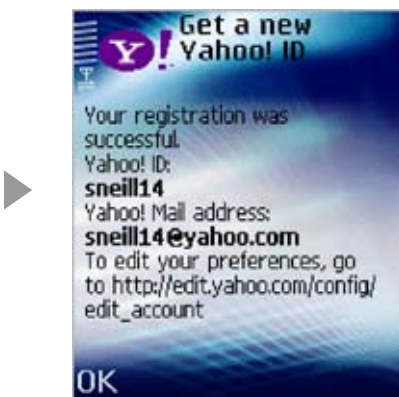 Get a new
Y! Yahoo! ID
Your registration was
successful.
Yahoo! ID:
sneill14
Yahoo! Mail address:
sneill14@yahoo.com
To edit your preferences, go
to http://edit.yahoo.com/config/
edit_account
OK